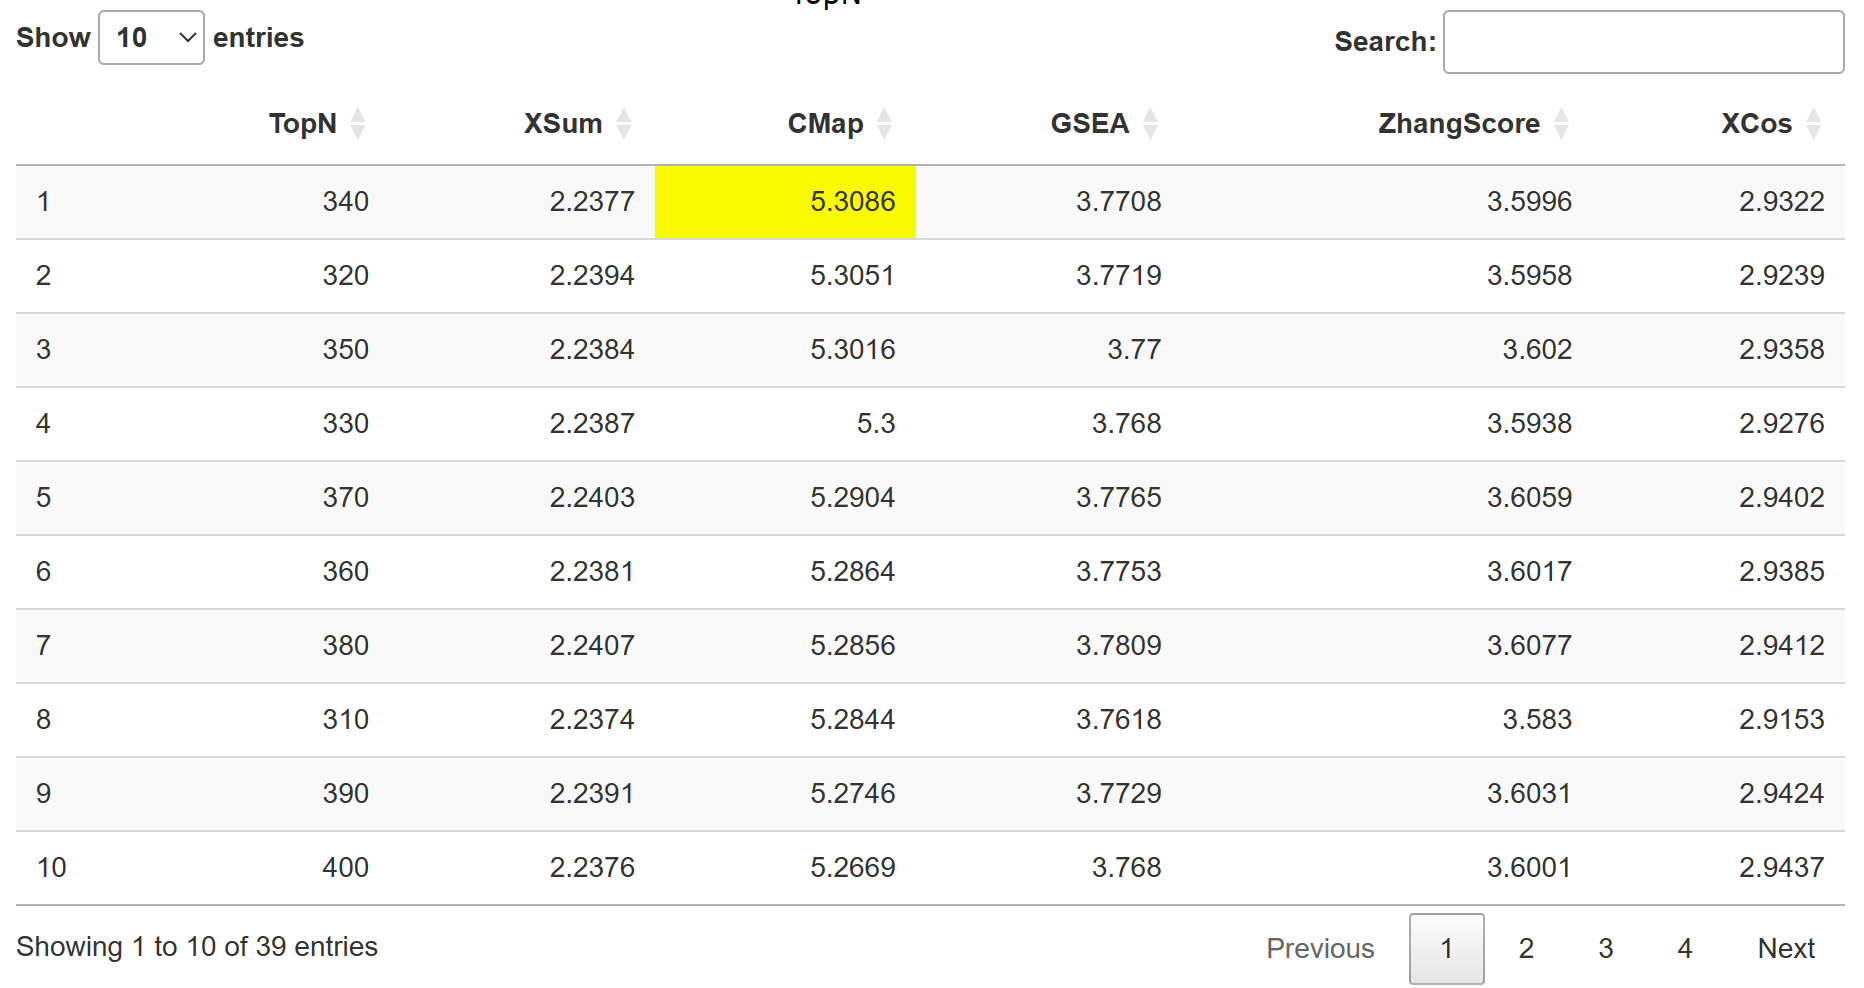 TopN
Show 10 entries
Search:
TopN XSum CMap GSEA ZhangScore XCos
1 340 2.2377 5.3086 3.7708 3.5996 2.9322
2 320 2.2394 5.3051 3.7719 3.5958 2.9239
3 350 2.2384 5.3016 3.77 3.602 2.9358
4 330 2.2387 5.3 3.768 3.5938 2.9276
5 370 2.2403 5.2904 3.7765 3.6059 2.9402
6 360 2.2381 5.2864 3.7753 3.6017 2.9385
7 380 2.2407 5.2856 3.7809 3.6077 2.9412
8 310 2.2374 5.2844 3.7618 3.583 2.9153
9 390 2.2391 5.2746 3.7729 3.6031 2.9424
10 400 2.2376 5.2669 3.768 3.6001 2.9437
Showing 1 to 10 of 39 entries
Previous 1 2 3 4 Next